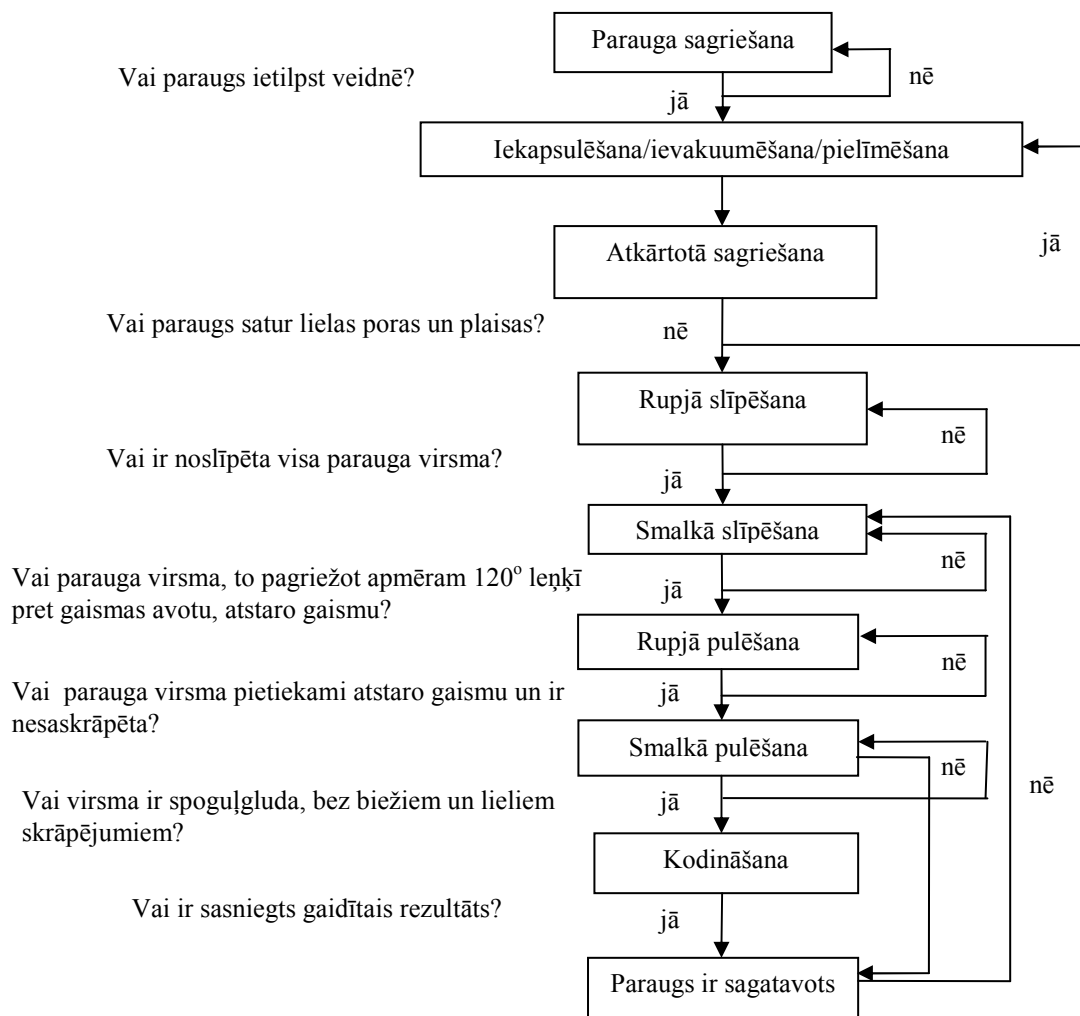 Parauga sagriešana
Vai paraugs ietilpst veidnē?
nē
jā
Iekapsulēšana/ievakuumēšana/pielīmēšana
Atkārtotā sagriešana
jā
Vai paraugs satur lielas poras un plaisas?
nē
Rupjā slīpēšana
nē
Vai ir noslīpēta visa parauga virsma?
jā
Smalkā slīpēšana
nē
Vai parauga virsma, to pagriežot apmēram 120° leņķī
pret gaismas avotu, atstaro gaismu?
jā
Rupjā pulēšana
nē
Vai parauga virsma pietiekami atstaro gaismu un ir
nesaskrāpēta?
jā
Smalkā pulēšana
nē
nē
Vai virsma ir spoguļgluda, bez biežiem un lieliem
skrāpējumiem?
jā
Kodināšana
Vai ir sasniegts gaidītais rezultāts?
jā
Paraugs ir sagatavots